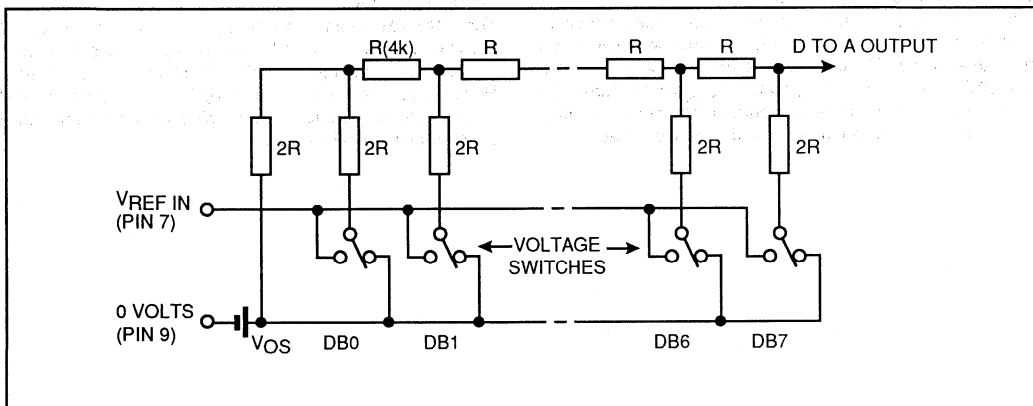 R(4k) R R R D TO A OUTPUT
2R 2R 2R 2R 2R
VREF IN
(PIN 7)
VOLTAGE
SWITCHES
0 VOLTS
(PIN 9)
VOS DB0 DB1 DB6 DB7